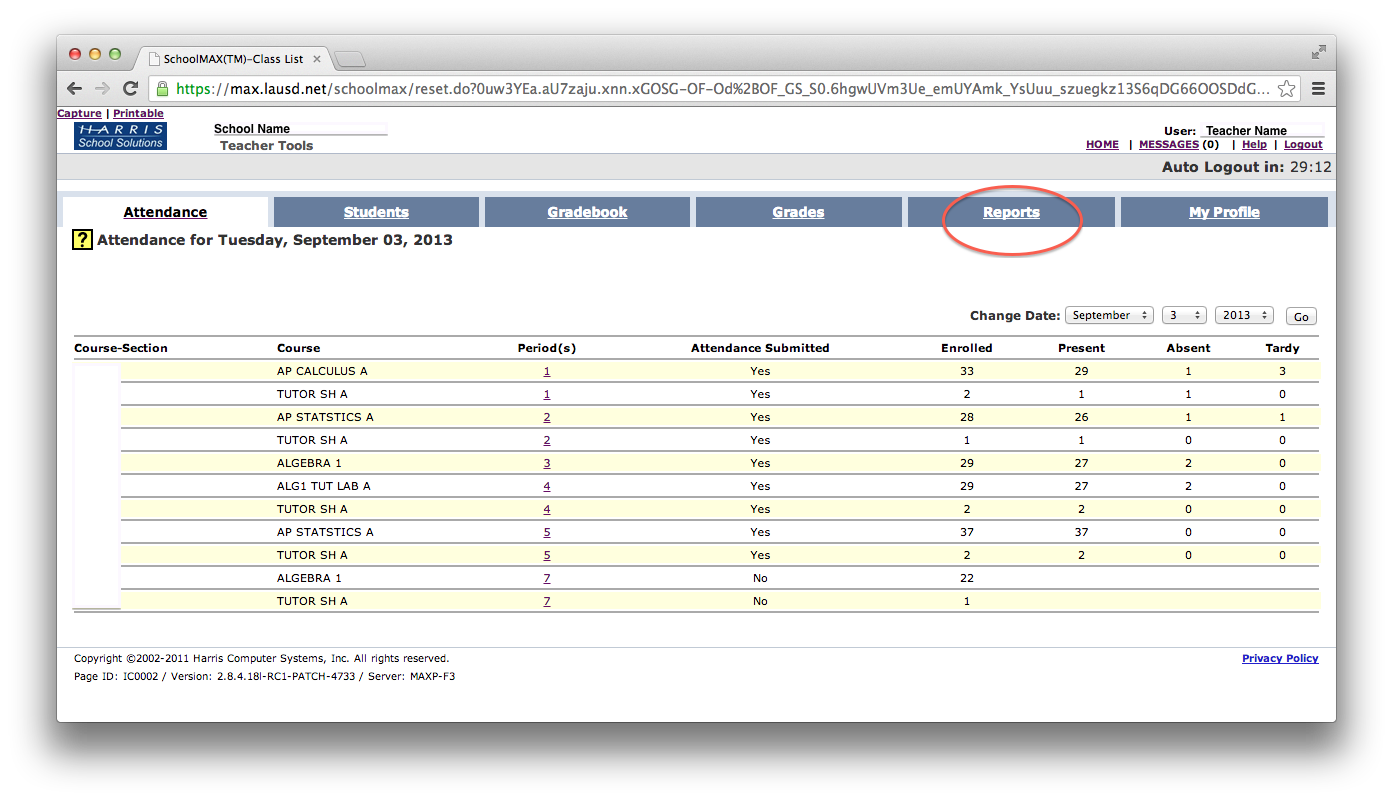 SchoolMAX(TM)-Class List
https://max.lausd.net/schoolmax/reset.do?0uw3YEa.aU7zaju.xnn.xGOSG-OF-Od%2BOF_GS_S0.6hgwUVm3Ue_emUYAmk_YsUuu_szuegkz13S6qDG66OOSDdG...
Capture | Printable
HARRIS School Name User: Teacher Name
School Solutions Teacher Tools HOME | MESSAGES (0) | Help | Logout
Auto Logout in: 29:12
Attendance Students Gradebook Grades Reports My Profile
? Attendance for Tuesday, September 03, 2013
Change Date: September 3 2013 Go
Course-Section Course Period(s) Attendance Submitted Enrolled Present Absent Tardy
AP CALCULUS A 1 Yes 33 29 1 3
TUTOR SH A 1 Yes 2 1 1 0
AP STATSTICS A 2 Yes 28 26 1 1
TUTOR SH A 2 Yes 1 1 0 0
ALGEBRA 1 3 Yes 29 27 2 0
ALG1 TUT LAB A 4 Yes 29 27 2 0
TUTOR SH A 4 Yes 2 2 0 0
AP STATSTICS A 5 Yes 37 37 0 0
TUTOR SH A 5 Yes 2 2 0 0
ALGEBRA 1 7 No 22
TUTOR SH A 7 No 1
Copyright ©2002-2011 Harris Computer Systems, Inc. All rights reserved. Privacy Policy
Page ID: IC0002 / Version: 2.8.4.18l-RC1-PATCH-4733 / Server: MAXP-F3